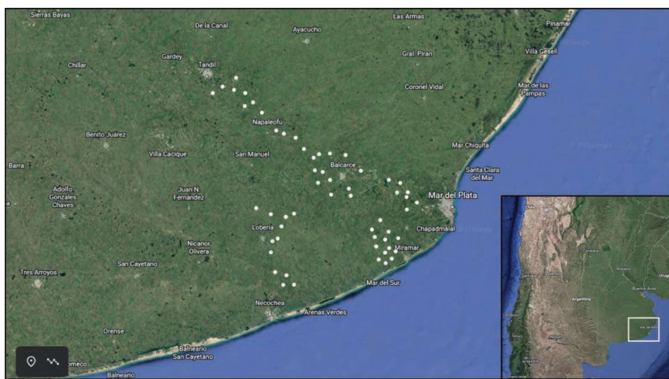 Sierras Bayas
De la Canal
Las Armas
Pinamar
Ayacucho
Gardey
Chillar
Tandil
Gral. Pirán
Villa Gesell
Coronel Vidal
Mar de las
Pampas
Napaleofú
Benito Juárez
Mar Chiquita
Villa Cacique
San Manuel
Barra
Balcarce
Santa Clara
del Mar
Adolfo
Gonzales
Chaves
Juan N.
Fernández
Mar del Plata
Lobería
Chapadmalal
Nicanor
Olivera
Miramar
San Cayetano
Tres Arroyos
Mar del Sur
Necochea
Arenas Verdes
Orense
Balneario
San Cayetano
Balneario
Argentina
Buenos Aires